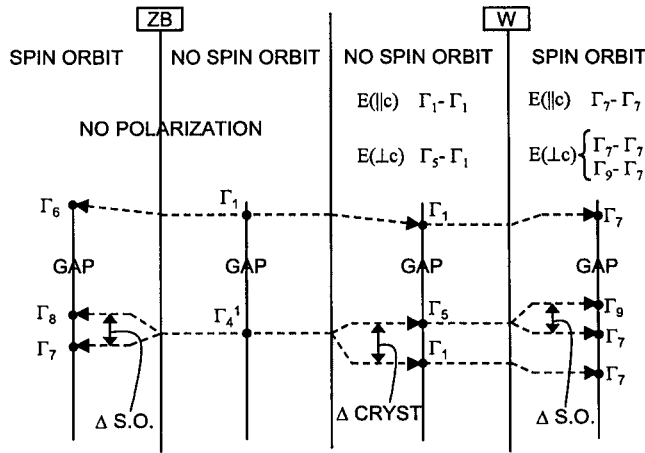 ZB W
SPIN ORBIT NO SPIN ORBIT NO SPIN ORBIT SPIN ORBIT
E(||c) Γ₁- Γ₁ E(||c) Γ₇- Γ₇
NO POLARIZATION
E(⊥c) Γ₅- Γ₁ E(⊥c) { Γ₇- Γ₇
Γ₉- Γ₇
Γ₆ Γ₁ Γ₁ Γ₇
GAP GAP GAP GAP
Γ₈ Γ₄¹ Γ₅ Γ₉
Γ₇ Γ₁ Γ₇
Γ₇
Δ S.O. Δ CRYST Δ S.O.